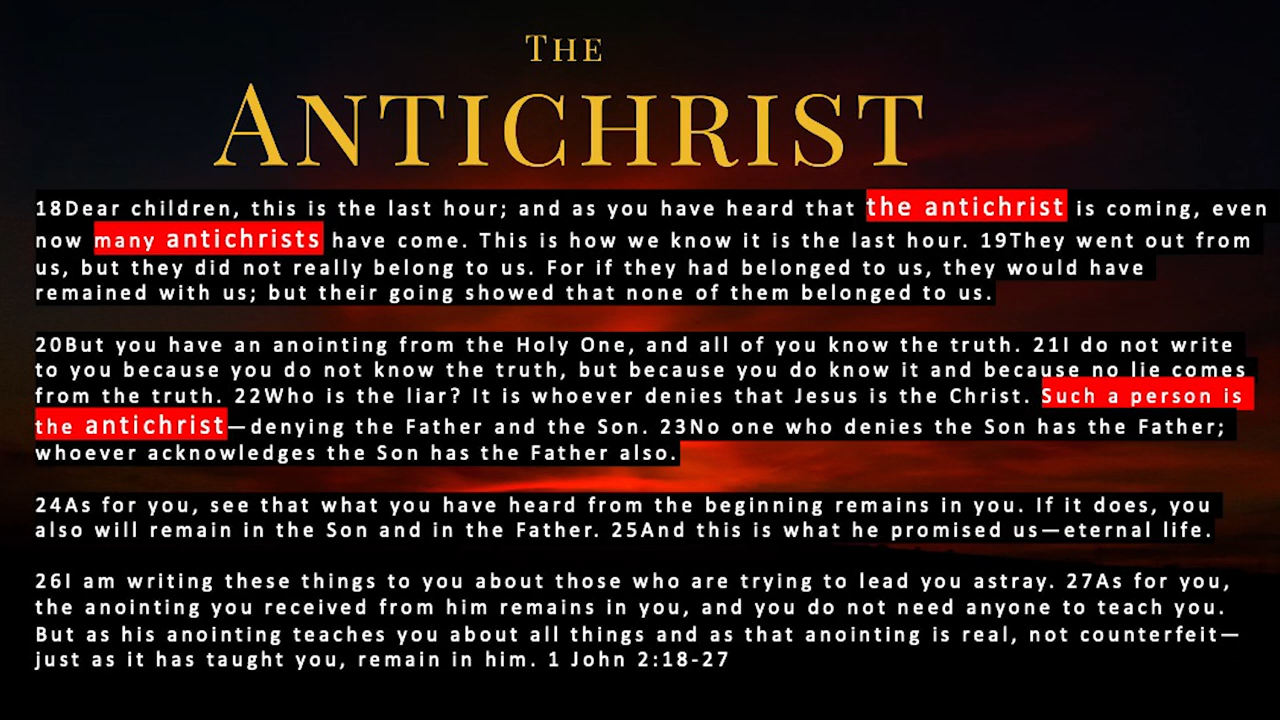 THE
ANTICHRIST
18Dear children, this is the last hour; and as you have heard that the antichrist is coming, even
now many antichrists have come. This is how we know it is the last hour. 19They went out from
us, but they did not really belong to us. For if they had belonged to us, they would have
remained with us; but their going showed that none of them belonged to us.
20But you have an anointing from the Holy One, and all of you know the truth. 21I do not write
to you because you do not know the truth, but because you do know it and because no lie comes
from the truth. 22Who is the liar? It is whoever denies that Jesus is the Christ. Such a person is
the antichrist—denying the Father and the Son. 23No one who denies the Son has the Father;
whoever acknowledges the Son has the Father also.
24As for you, see that what you have heard from the beginning remains in you. If it does, you
also will remain in the Son and in the Father. 25And this is what he promised us—eternal life.
26I am writing these things to you about those who are trying to lead you astray. 27As for you,
the anointing you received from him remains in you, and you do not need anyone to teach you.
But as his anointing teaches you about all things and as that anointing is real, not counterfeit—
just as it has taught you, remain in him. 1 John 2:18-27